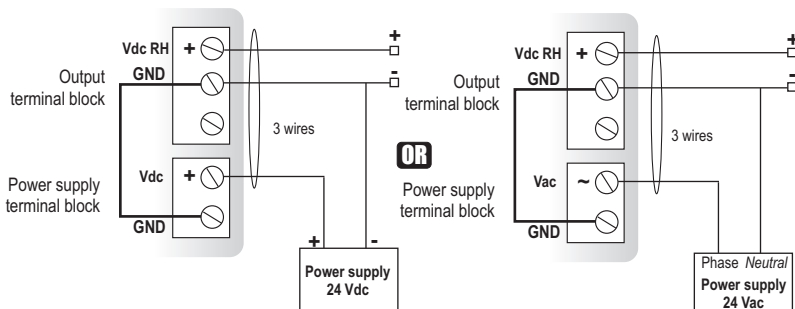 Vdc RH
+
GND
Output
terminal block
3 wires
Power supply
terminal block
Vdc
+
GND
+
-
+
-
Power supply
24 Vdc
OR
Vdc RH
+
GND
Output
terminal block
3 wires
Power supply
terminal block
Vac
~
GND
+
-
Phase Neutral
Power supply
24 Vac